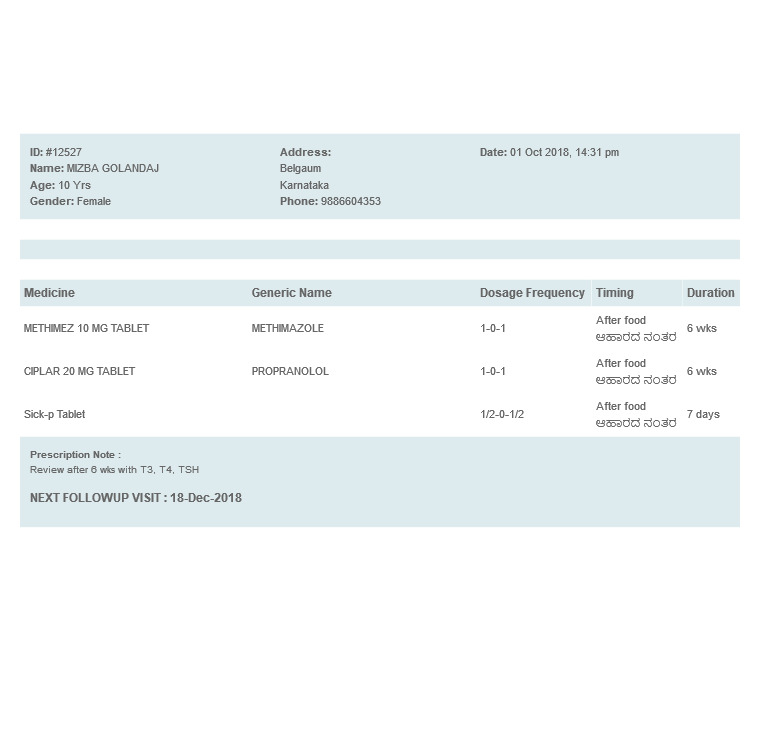 ID: #12527
Name: MIZBA GOLANDAJ
Age: 10 Yrs
Gender: Female
Address:
Belgaum
Karnataka
Phone: 9886604353
Date: 01 Oct 2018, 14:31 pm
Medicine Generic Name Dosage Frequency Timing Duration
METHIMEZ 10 MG TABLET METHIMAZOLE 1-0-1 After food 6 wks
ಆಹಾರದ ನಂತರ
CIPLAR 20 MG TABLET PROPRANOLOL 1-0-1 After food 6 wks
ಆಹಾರದ ನಂತರ
Sick-p Tablet 1/2-0-1/2 After food 7 days
ಆಹಾರದ ನಂತರ
Prescription Note :
Review after 6 wks with T3, T4, TSH
NEXT FOLLOWUP VISIT : 18-Dec-2018